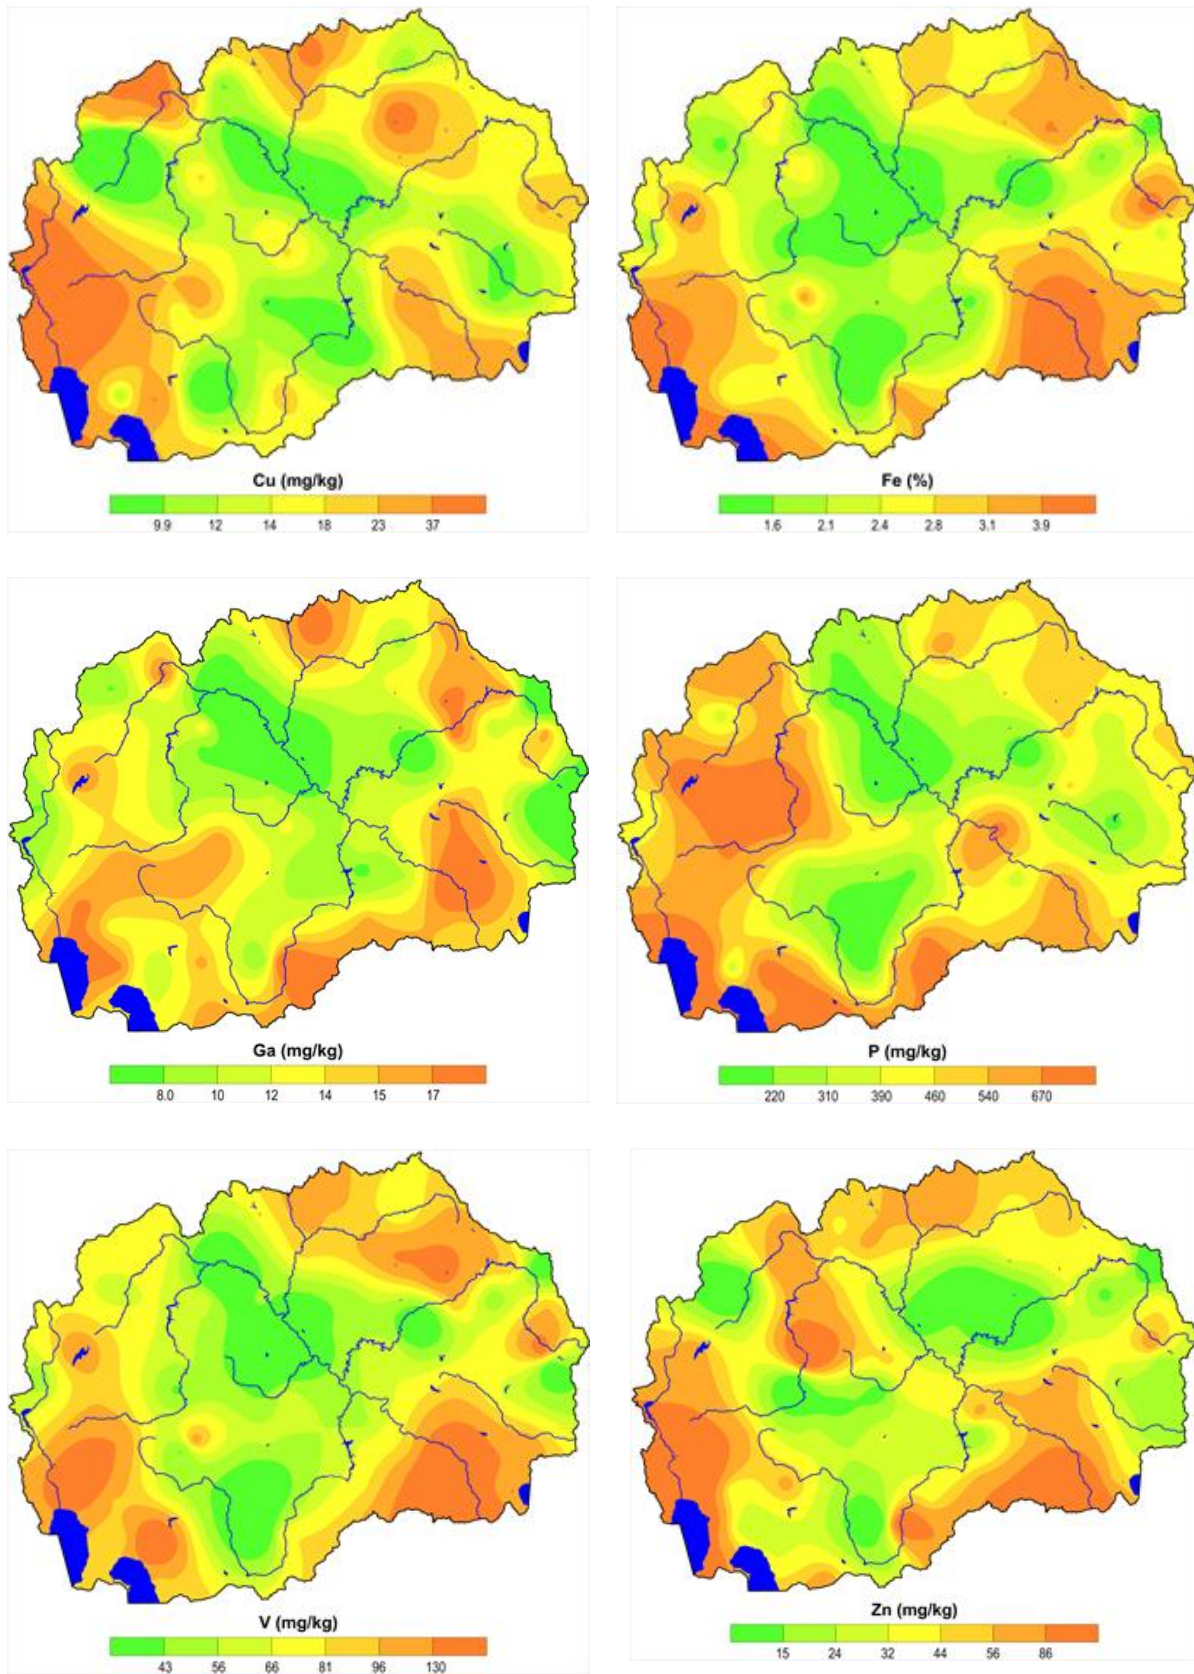 Cu (mg/kg)
9.9 12 14 18 23 37
Fe (%)
1.6 2.1 2.4 2.8 3.1 3.9
Ga (mg/kg)
8.0 10 12 14 15 17
P (mg/kg)
220 310 390 460 540 670
V (mg/kg)
43 56 66 81 96 130
Zn (mg/kg)
15 24 32 44 56 86